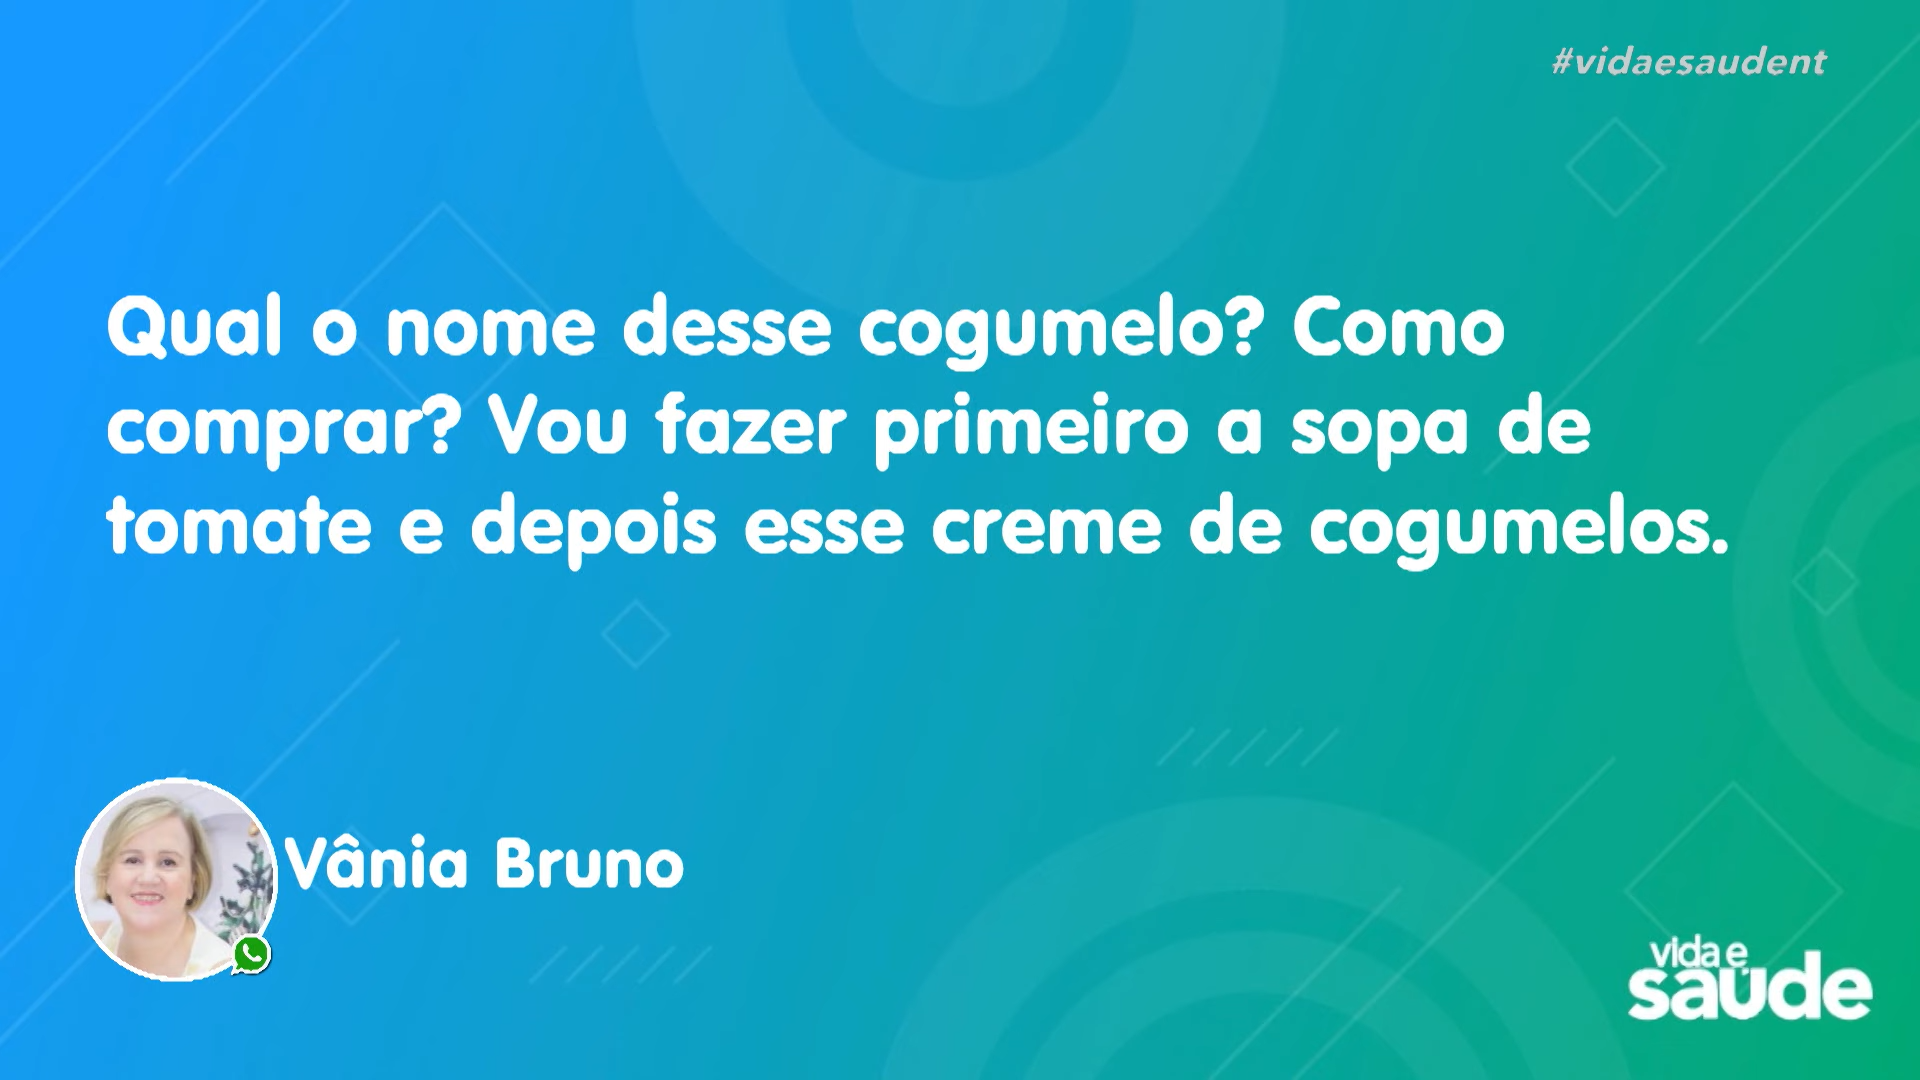 #vidaesaudent
Qual o nome desse cogumelo? Como
comprar? Vou fazer primeiro a sopa de
tomate e depois esse creme de cogumelos.
Vânia Bruno
vida e
saúde